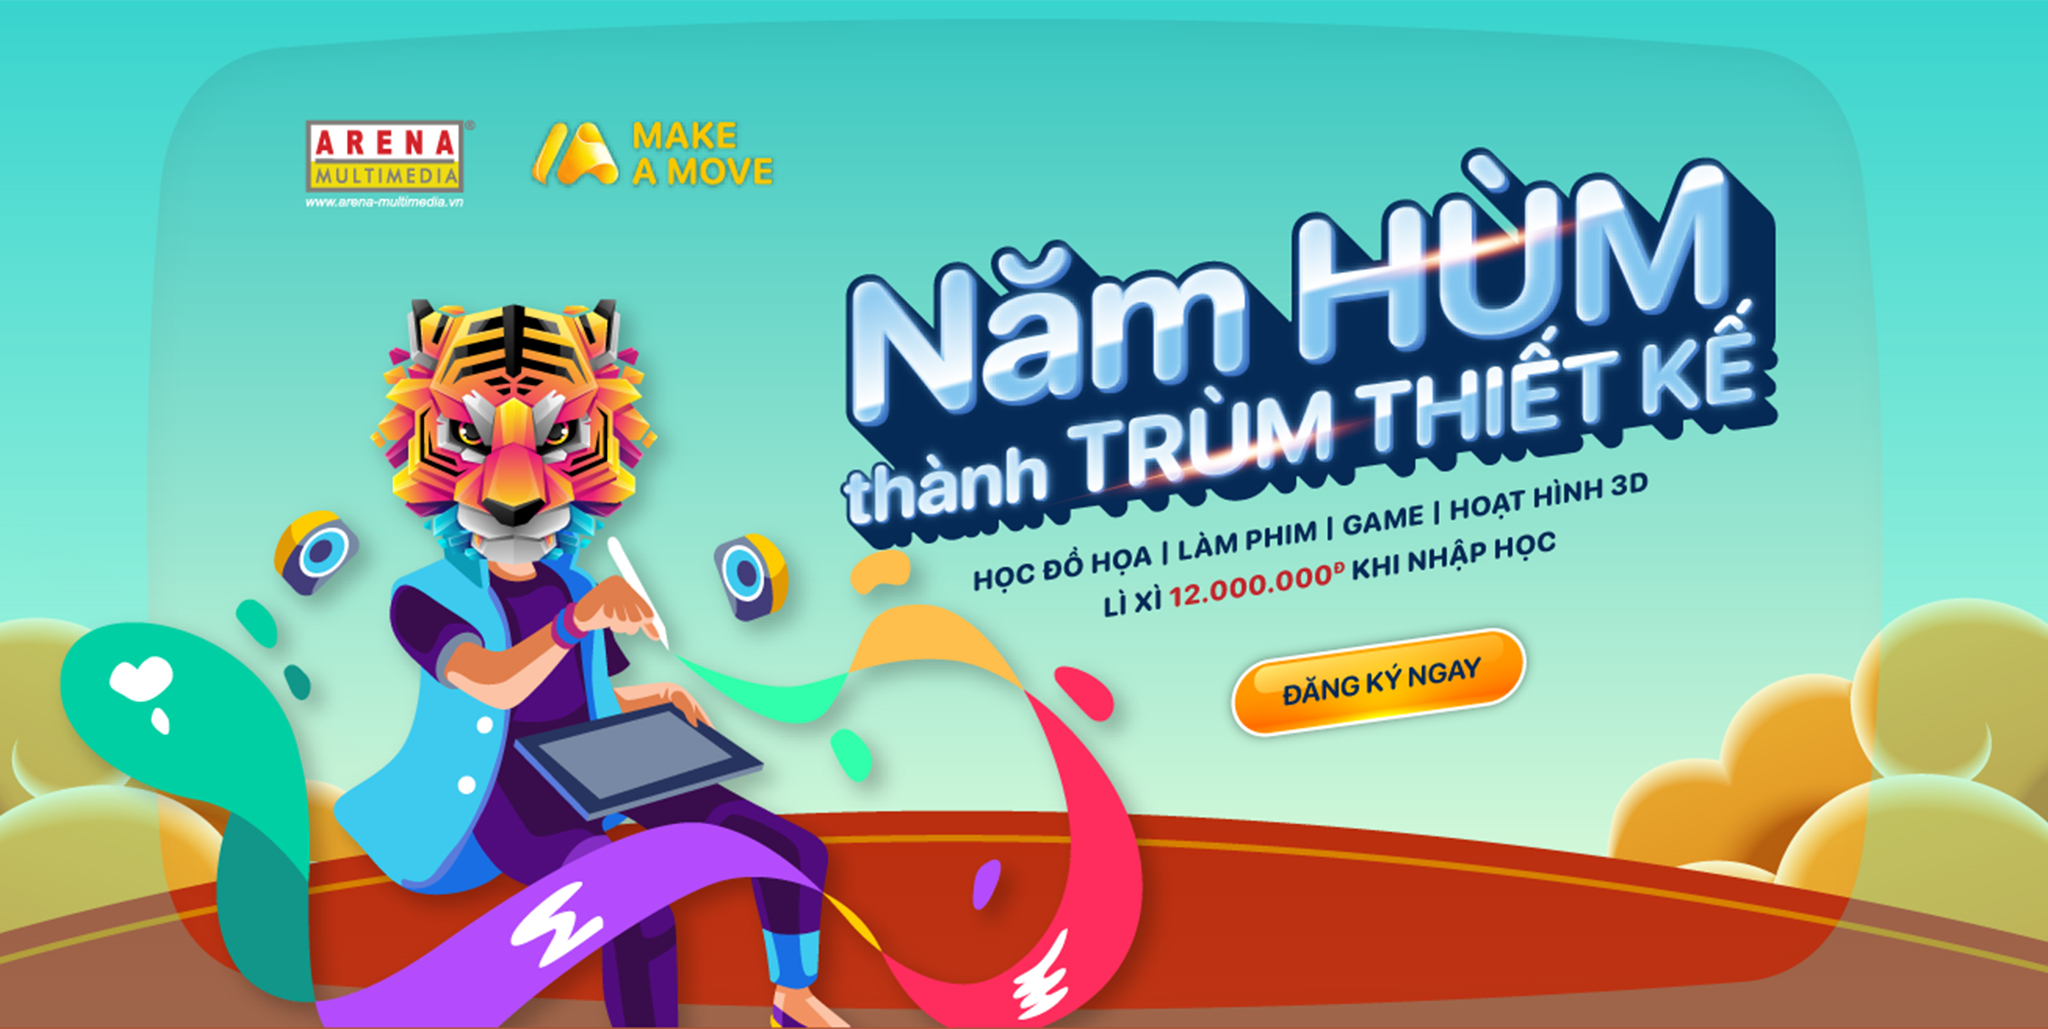 ARENA
MULTIMEDIA
®
www.arena-multimedia.vn
MAKE
A MOVE
Năm HÙM
thành TRÙM THIẾT KẾ
HỌC ĐỒ HỌA | LÀM PHIM | GAME | HOẠT HÌNH 3D
LÌ XÌ 12.000.000Đ KHI NHẬP HỌC
ĐĂNG KÝ NGAY